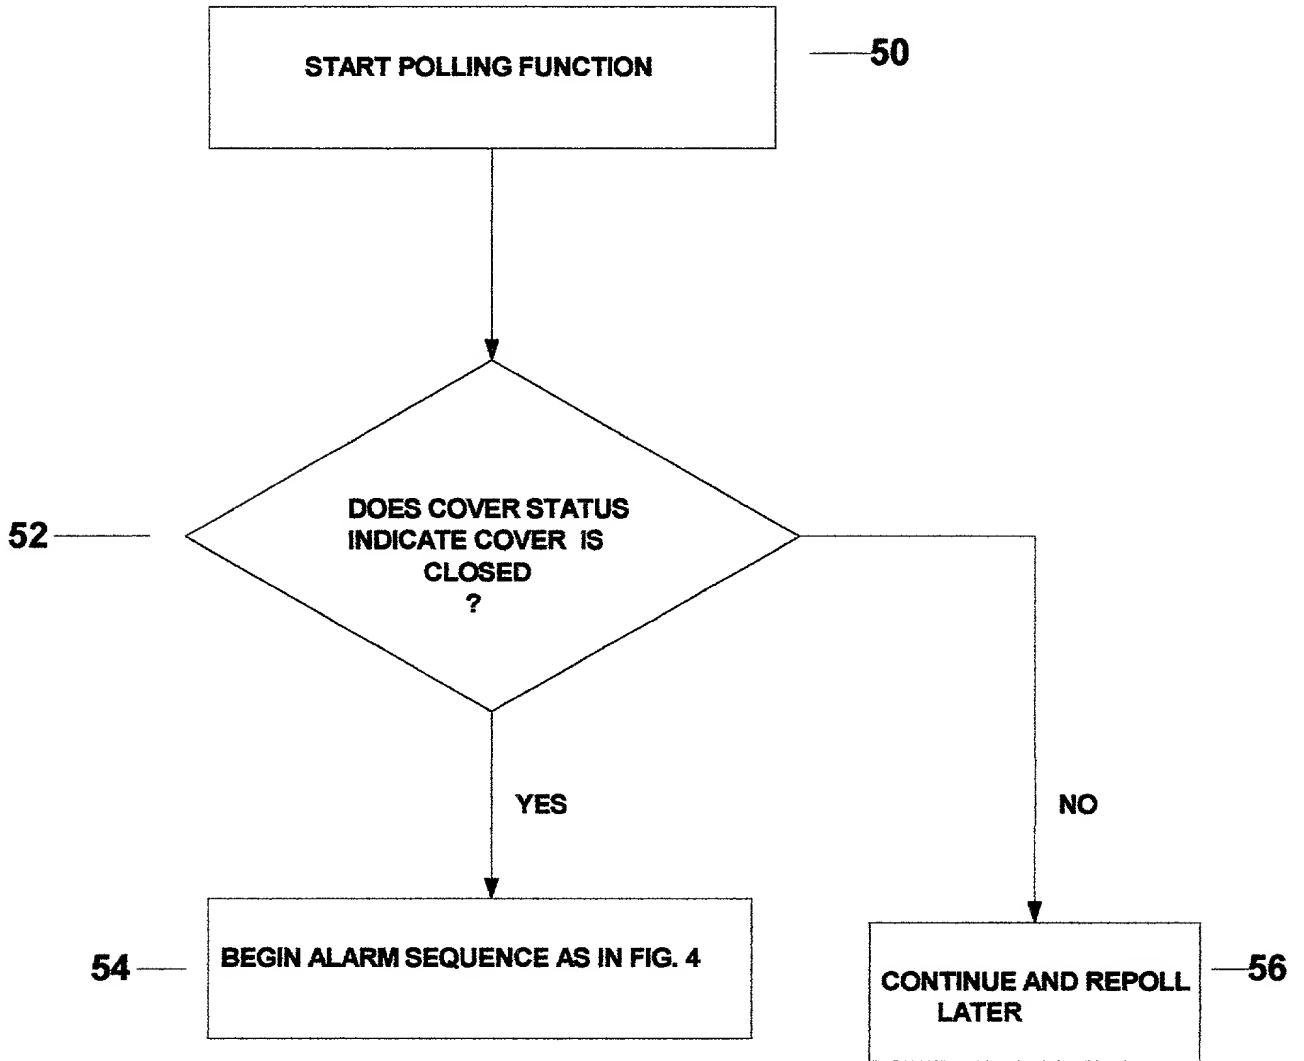 START POLLING FUNCTION
50
DOES COVER STATUS
INDICATE COVER IS
CLOSED
?
52
YES
NO
BEGIN ALARM SEQUENCE AS IN FIG. 4
54
CONTINUE AND REPOLL
LATER
56